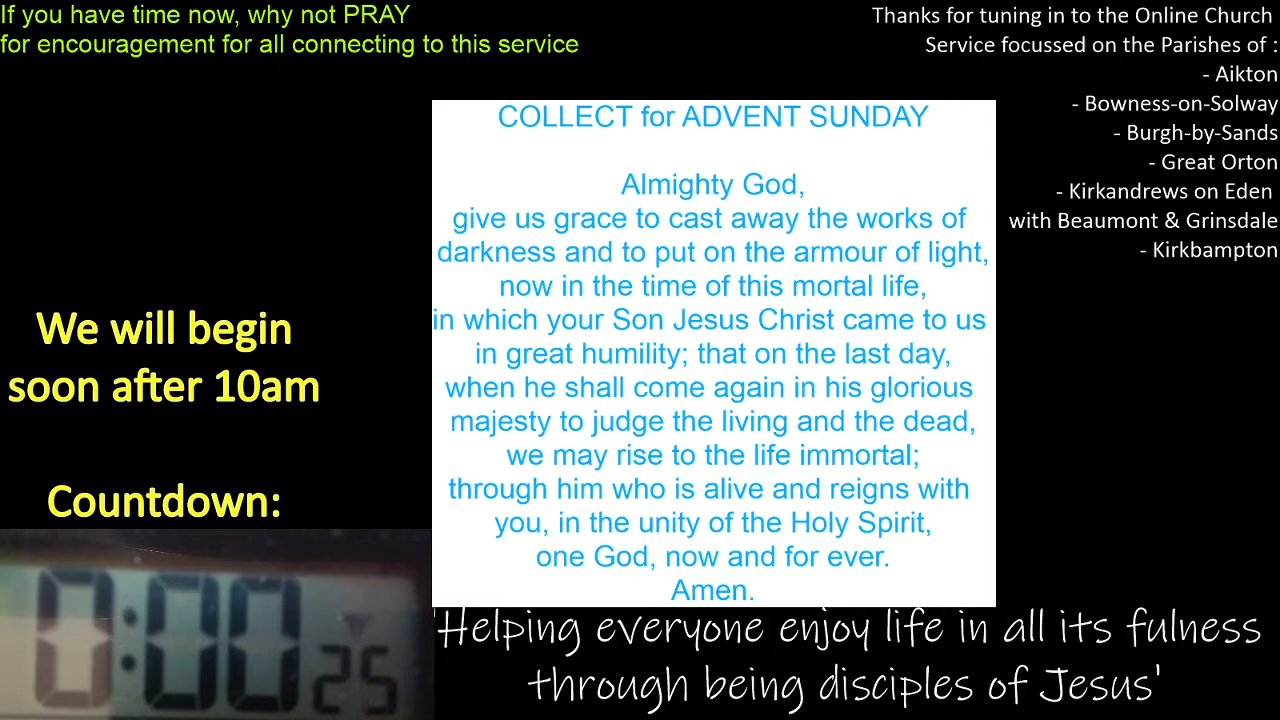 If you have time now, why not PRAY
for encouragement for all connecting to this service
Thanks for tuning in to the Online Church
Service focussed on the Parishes of :
- Aikton
- Bowness-on-Solway
- Burgh-by-Sands
- Great Orton
- Kirkandrews on Eden
with Beaumont & Grinsdale
- Kirkbampton
COLLECT for ADVENT SUNDAY
Almighty God,
give us grace to cast away the works of
darkness and to put on the armour of light,
now in the time of this mortal life,
in which your Son Jesus Christ came to us
in great humility; that on the last day,
when he shall come again in his glorious
majesty to judge the living and the dead,
we may rise to the life immortal;
through him who is alive and reigns with
you, in the unity of the Holy Spirit,
one God, now and for ever.
Amen.
We will begin
soon after 10am
Countdown:
0:00 25
'Helping everyone enjoy life in all its fulness
through being disciples of Jesus'